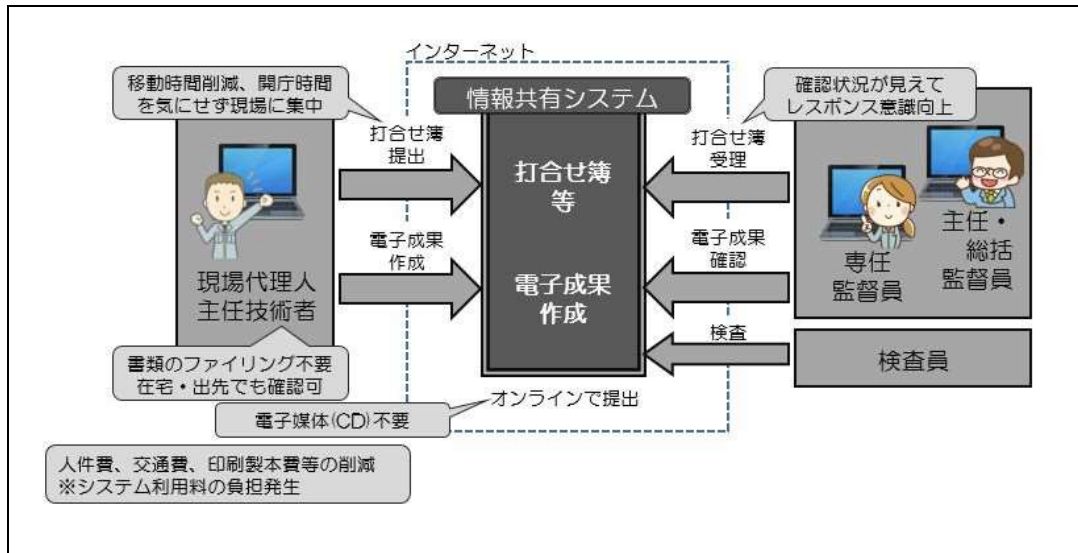 インターネット
移動時間削減、開庁時間
を気にせず現場に集中
情報共有システム
確認状況が見えて
レスポンス意識向上
打合せ簿
提出
打合せ簿
等
打合せ簿
受理
電子成果
作成
電子成果
作成
電子成果
確認
現場代理人
主任技術者
専任
監督員
主任・
総括
監督員
検査
検査員
書類のファイリング不要
在宅・出先でも確認可
オンラインで提出
電子媒体(CD)不要
人件費、交通費、印刷製本費等の削減
※システム利用料の負担発生